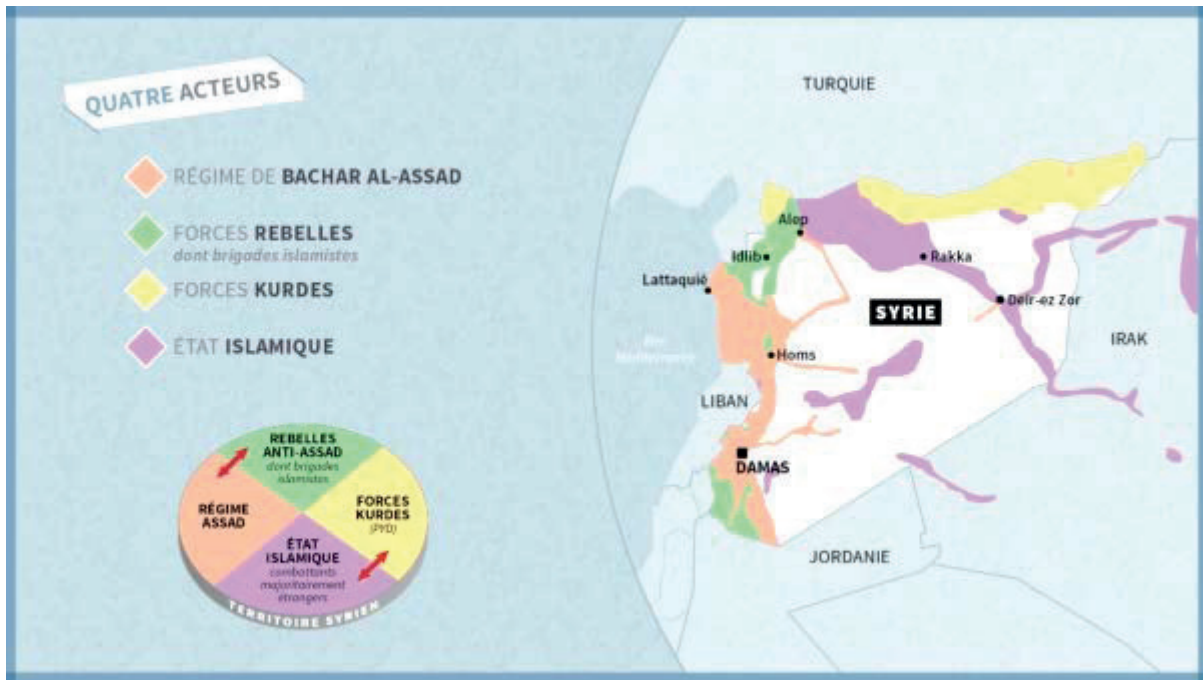 QUATRE ACTEURS
RÉGIME DE BACHAR AL-ASSAD
FORCES REBELLES
dont brigades islamistes
FORCES KURDES
ÉTAT ISLAMIQUE
REBELLES
ANTI-ASSAD
dont brigades
islamistes
RÉGIME
ASSAD
FORCES
KURDES
(PYD)
ÉTAT
ISLAMIQUE
combattants
majoritairement
étrangers
TERRITOIRE SYRIEN
TURQUIE
Alep
Idlib
Rakka
Lattaquié
Deir-ez Zor
SYRIE
IRAK
Homs
LIBAN
DAMAS
JORDANIE